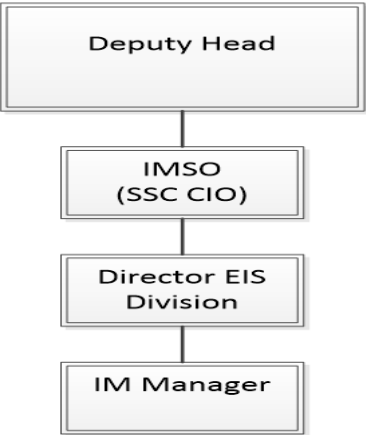 Deputy Head
IMSO
(SSC CIO)
Director EIS
Division
IM Manager